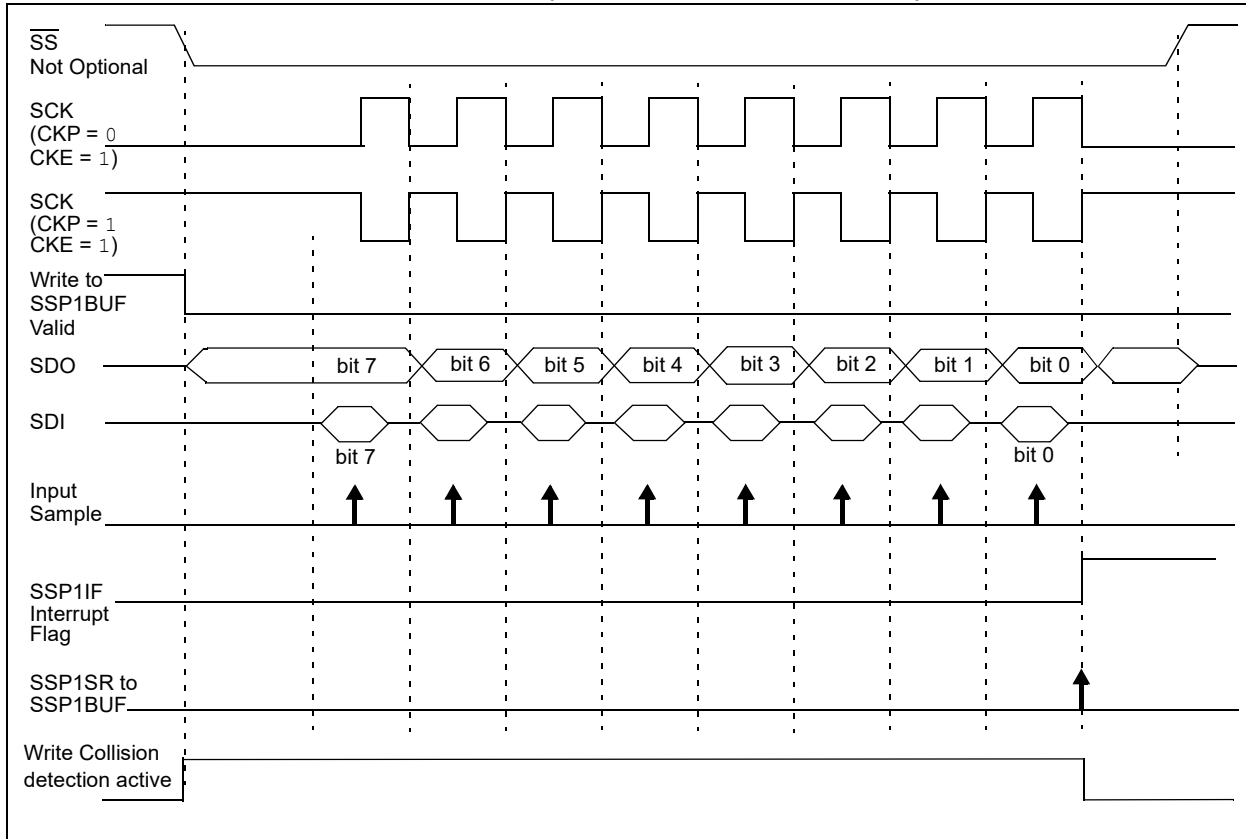 SS
Not Optional
SCK
(CKP = 0
CKE = 1)
SCK
(CKP = 1
CKE = 1)
Write to
SSP1BUF
Valid
SDO
bit 7 bit 6 bit 5 bit 4 bit 3 bit 2 bit 1 bit 0
SDI
bit 7 bit 0
Input
Sample
SSP1IF
Interrupt
Flag
SSP1SR to
SSP1BUF
Write Collision
detection active